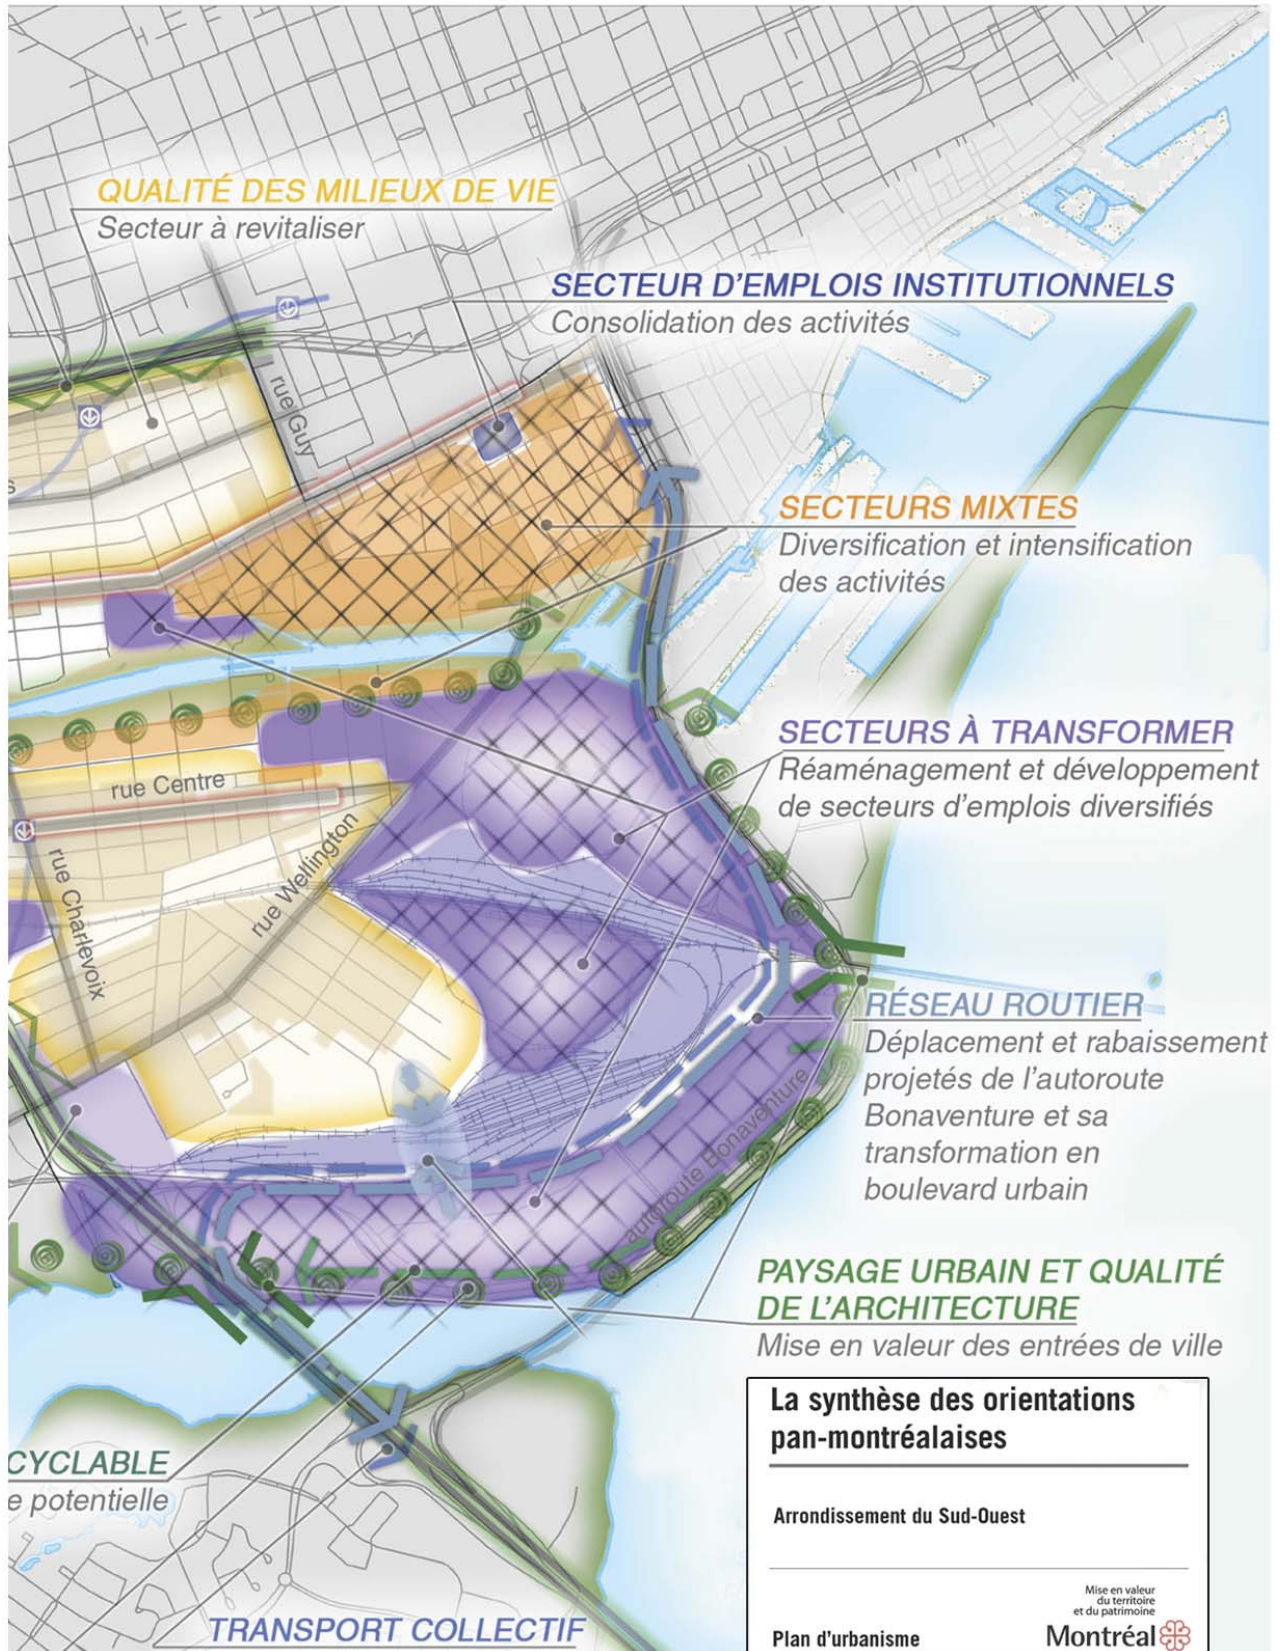 QUALITÉ DES MILIEUX DE VIE
Secteur à revitaliser
SECTEUR D'EMPLOIS INSTITUTIONNELS
Consolidation des activités
rue Guy
s
SECTEURS MIXTES
Diversification et intensification
des activités
SECTEURS À TRANSFORMER
Réaménagement et développement
de secteurs d'emplois diversifiés
rue Centre
rue Wellington
rue Charlevoix
RÉSEAU ROUTIER
Déplacement et rabaissement
projetés de l'autoroute
Bonaventure et sa
transformation en
boulevard urbain
autoroute Bonaventure
PAYSAGE URBAIN ET QUALITÉ
DE L'ARCHITECTURE
Mise en valeur des entrées de ville
CYCLABLE
e potentielle
TRANSPORT COLLECTIF
La synthèse des orientations
pan-montréalaises
Arrondissement du Sud-Ouest
Mise en valeur
du territoire
et du patrimoine
Plan d'urbanisme
Montréal